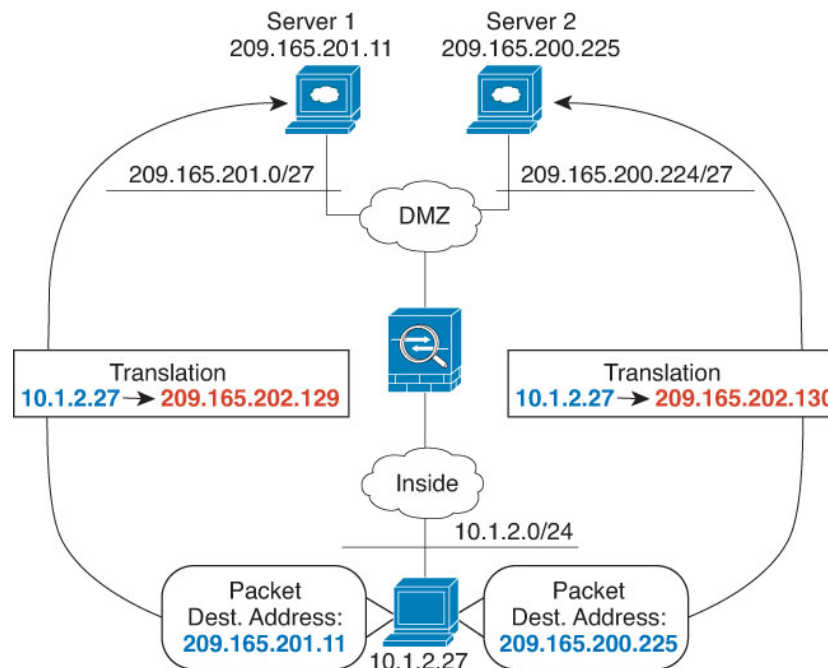 Server 1
209.165.201.11
Server 2
209.165.200.225
209.165.201.0/27
209.165.200.224/27
DMZ
Translation
10.1.2.27 → 209.165.202.129
Translation
10.1.2.27 → 209.165.202.130
Inside
10.1.2.0/24
Packet
Dest. Address:
209.165.201.11
Packet
Dest. Address:
209.165.200.225
10.1.2.27